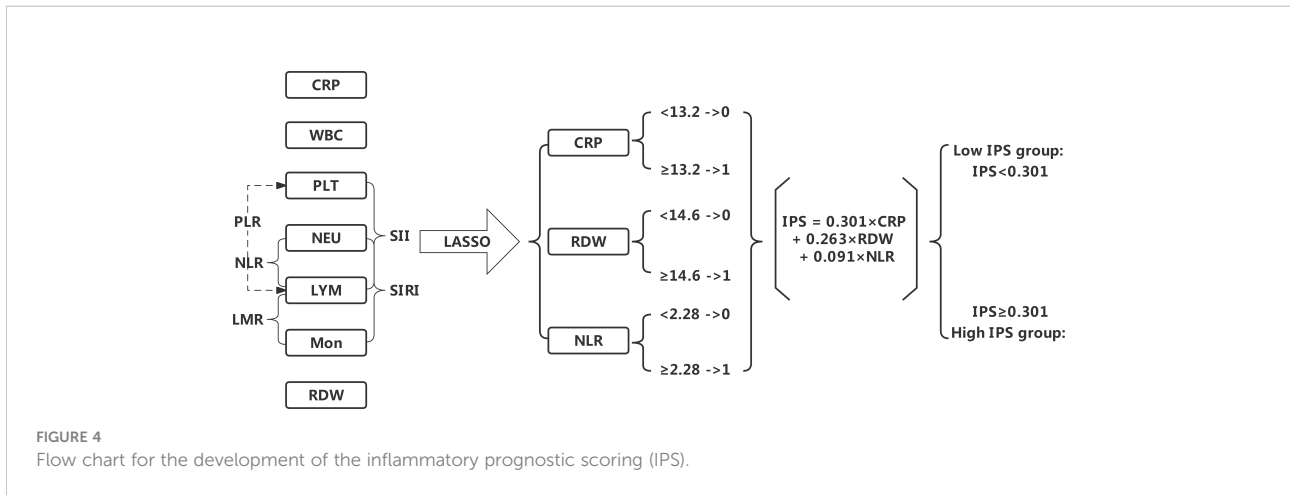 CRP
WBC
PLT
PLR
NEU
SII
NLR
LYM
SIRI
LMR
Mon
RDW
LASSO
CRP
<13.2 ->0
≥13.2 ->1
RDW
<14.6 ->0
≥14.6 ->1
NLR
<2.28 ->0
≥2.28 ->1
IPS = 0.301×CRP
+ 0.263×RDW
+ 0.091×NLR
Low IPS group:
IPS<0.301
IPS≥0.301
High IPS group:
FIGURE 4
Flow chart for the development of the inflammatory prognostic scoring (IPS).